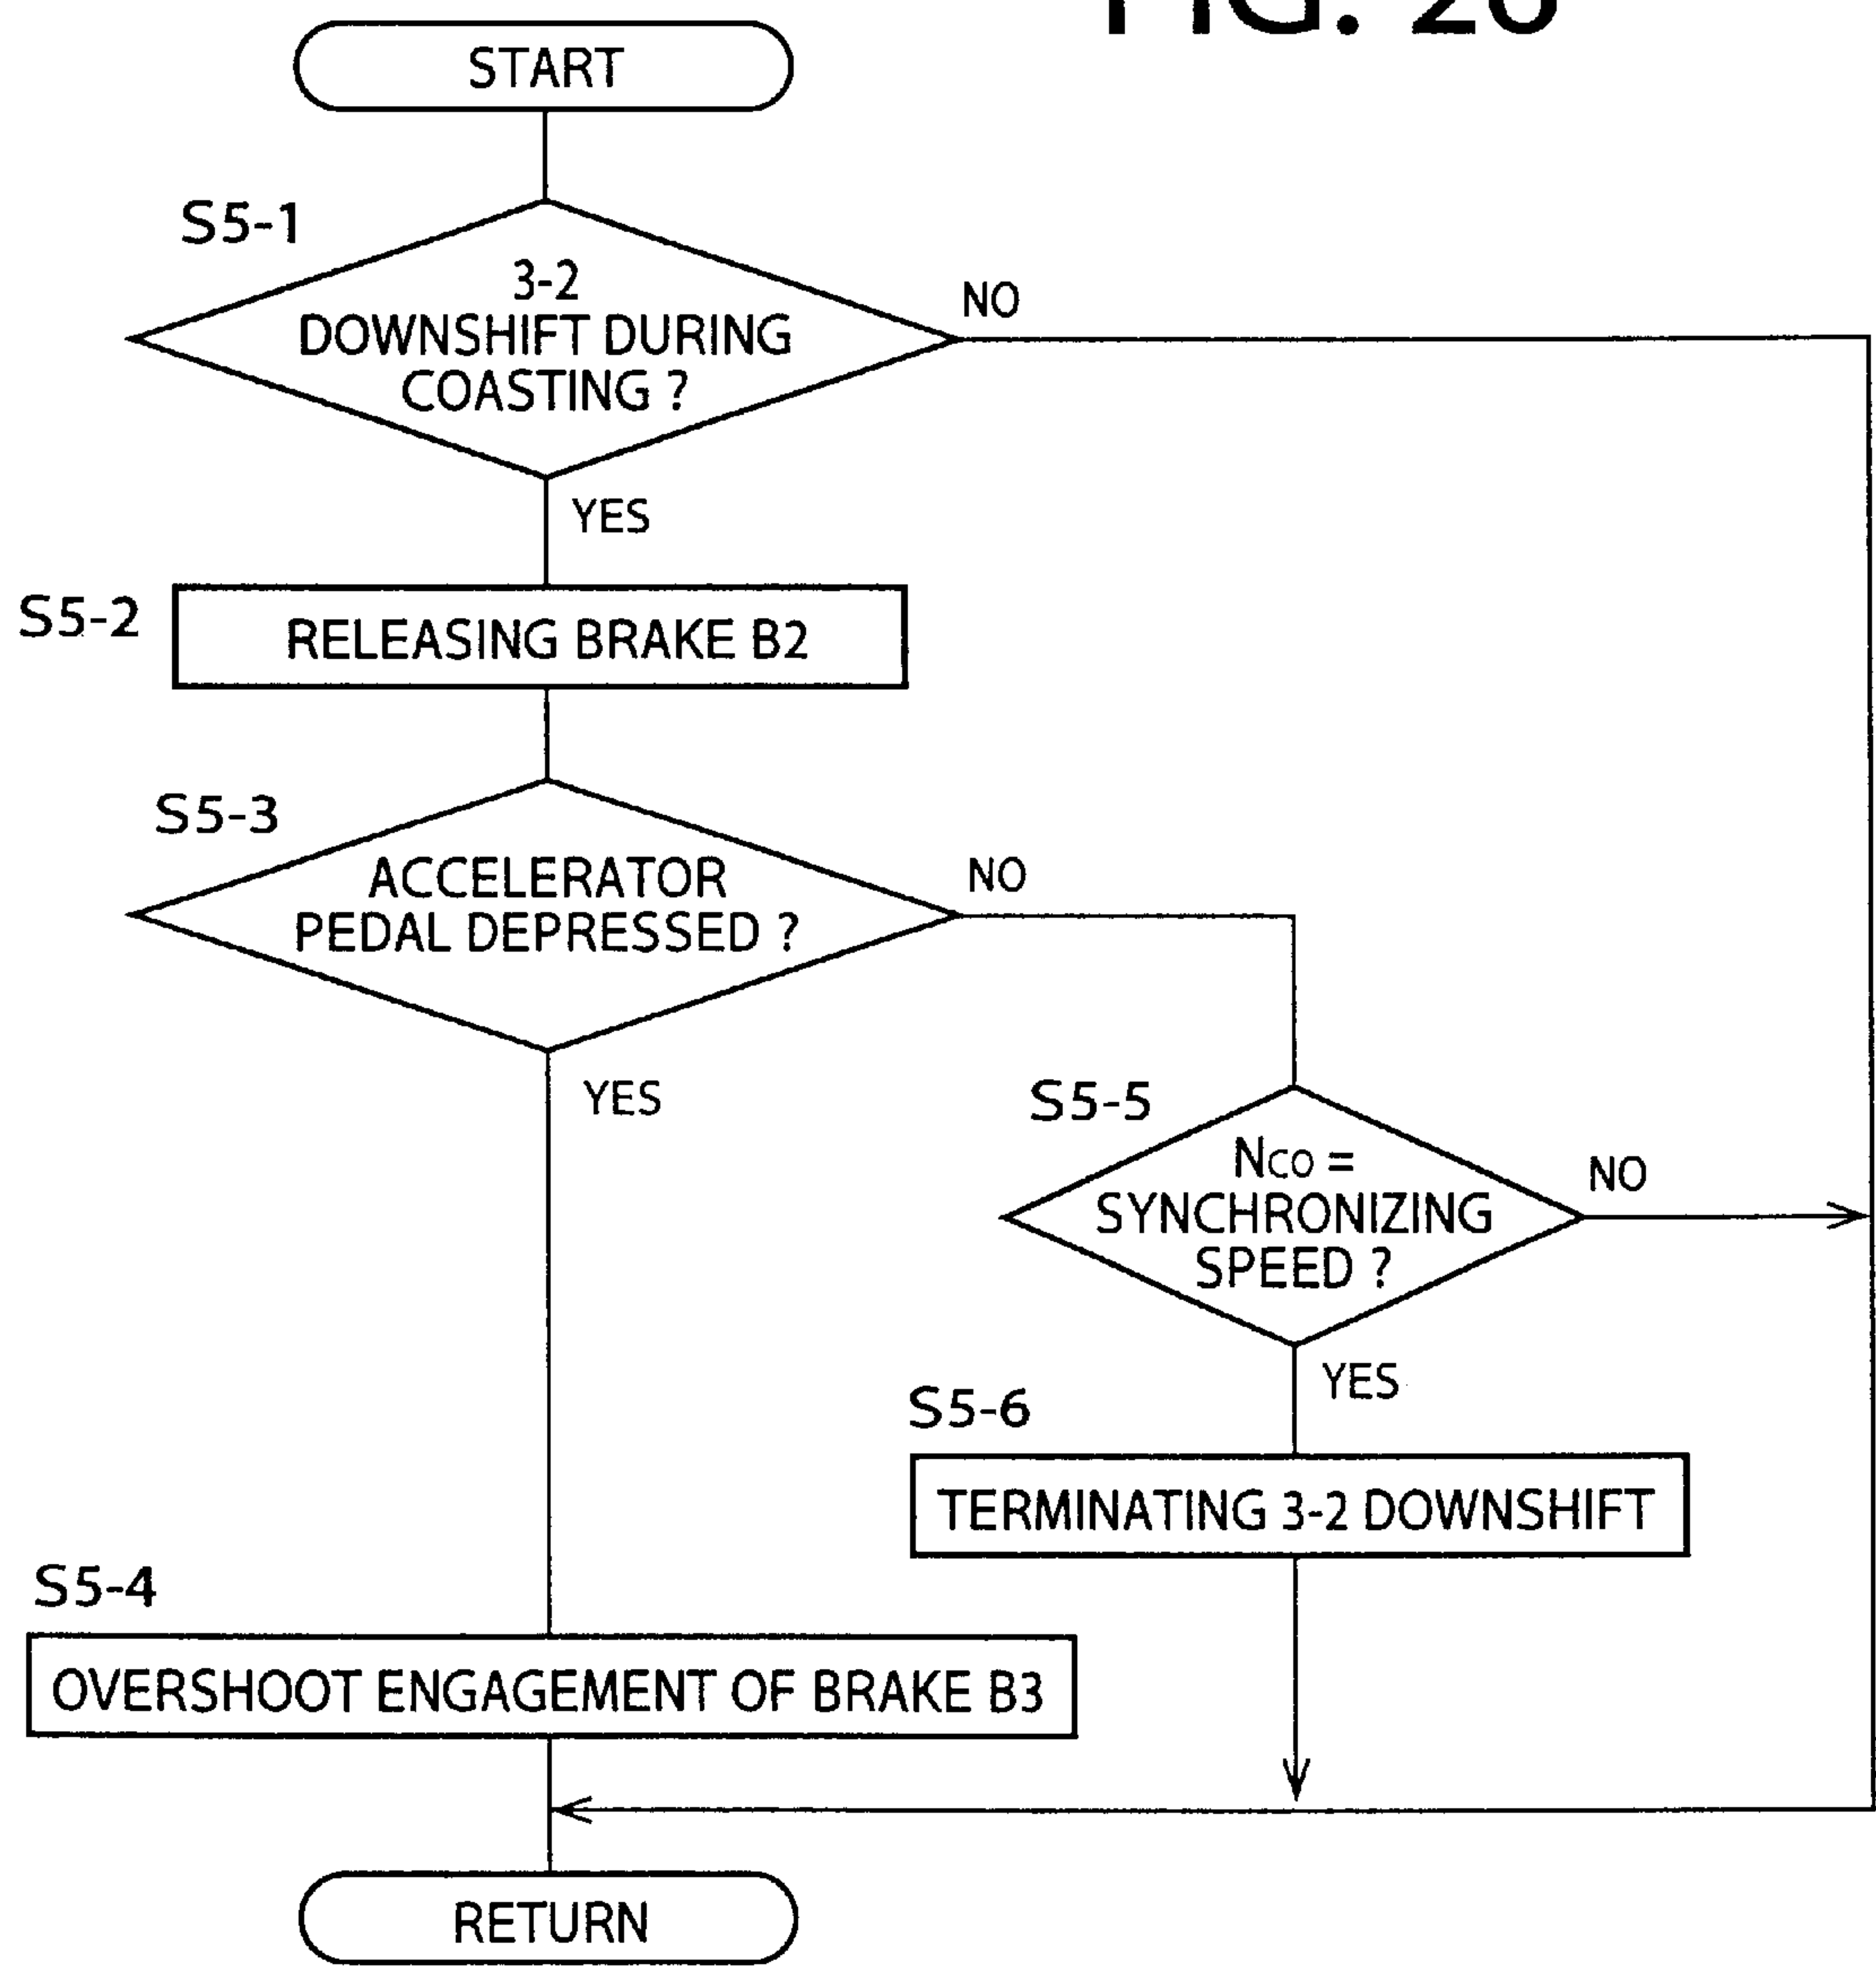 FIG.
START
S5-1
3-2
DOWNSHIFT DURING
COASTING ?
NO
YES
S5-2
RELEASING BRAKE B2
S5-3
ACCELERATOR
PEDAL DEPRESSED ?
NO
YES
S5-5
NCO =
SYNCHRONIZING
SPEED ?
NO
YES
S5-6
TERMINATING 3-2 DOWNSHIFT
S5-4
OVERSHOOT ENGAGEMENT OF BRAKE B3
RETURN